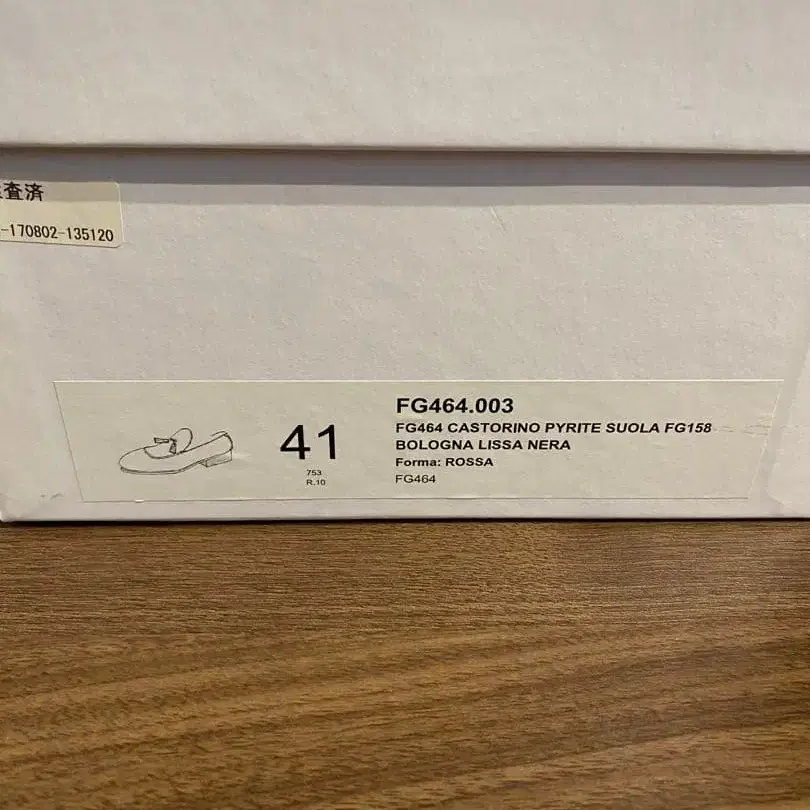 査済
-170802-135120
41
753
R.10
FG464.003
FG464 CASTORINO PYRITE SUOLA FG158
BOLOGNA LISSA NERA
Forma: ROSSA
FG464